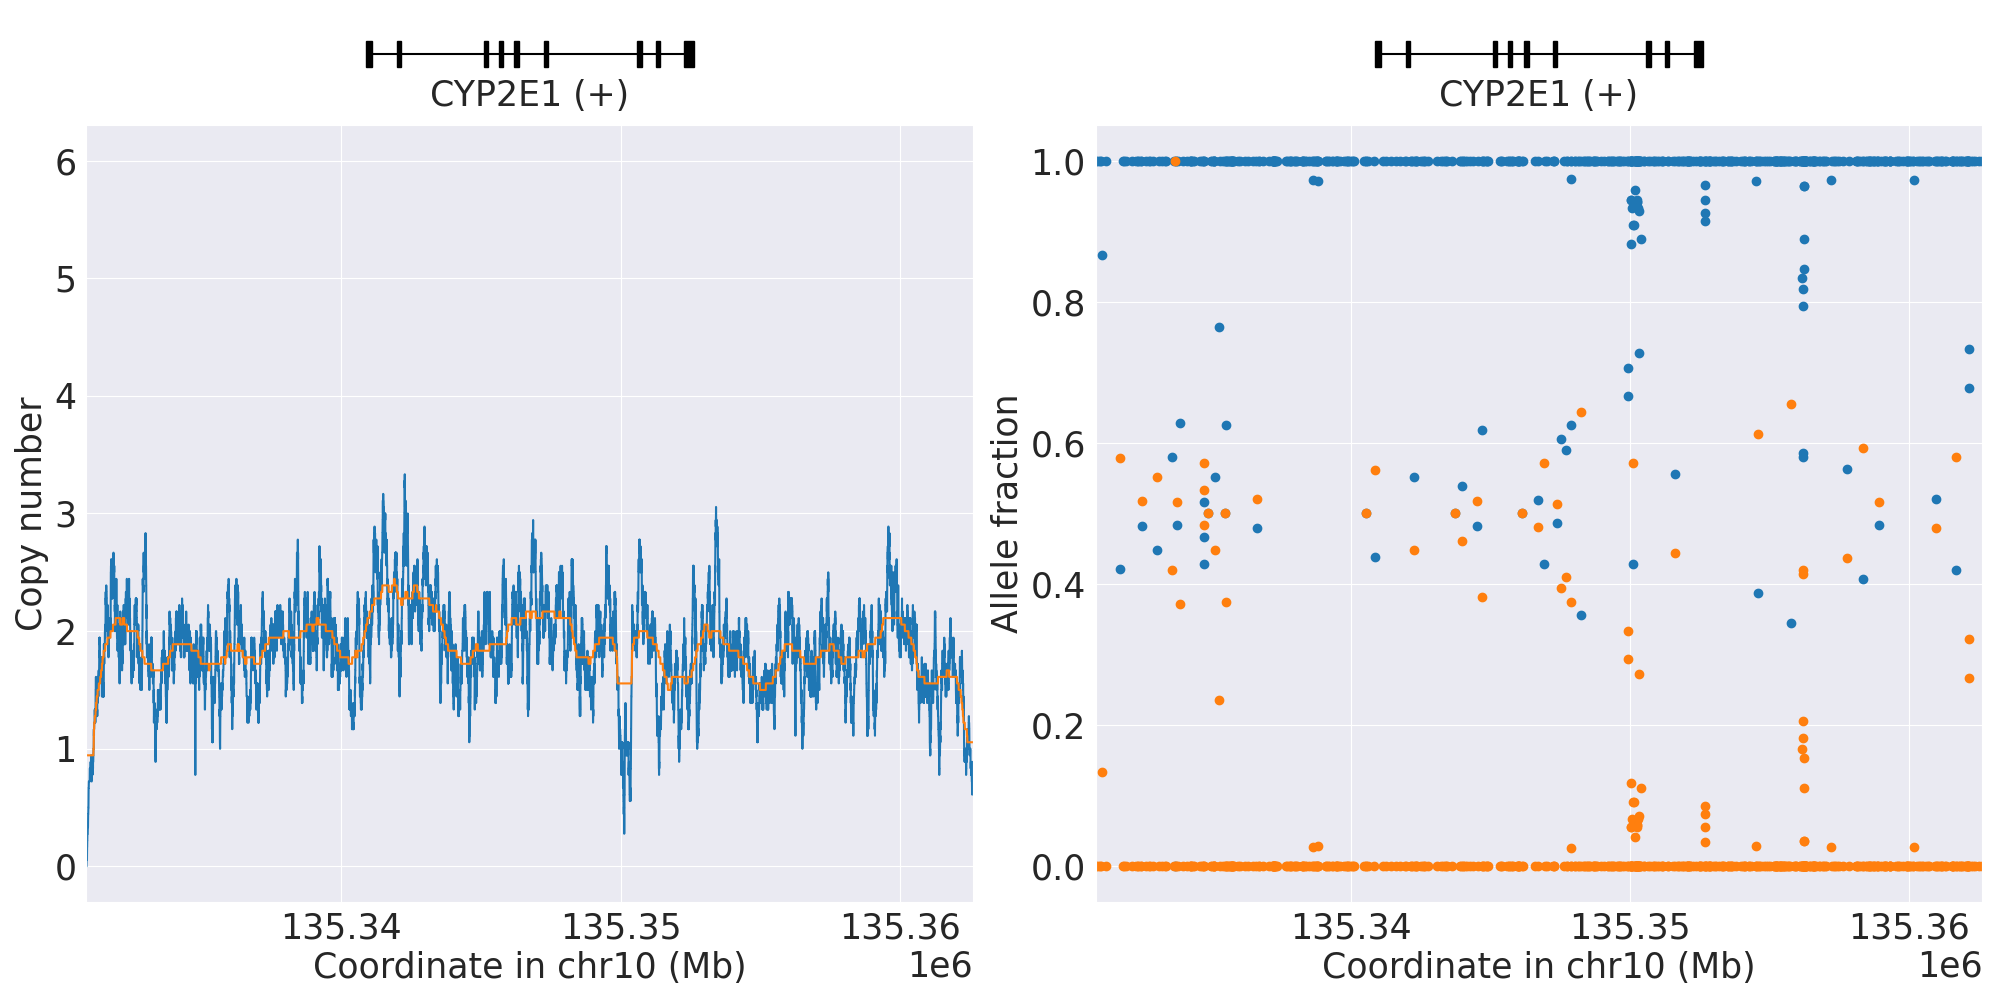 CYP2E1 (+)
6
5
4
3
2
1
0
Copy number
135.34 135.35 135.36
Coordinate in chr10 (Mb)
1e6
CYP2E1 (+)
1.0
0.8
0.6
0.4
0.2
0.0
Allele fraction
135.34 135.35 135.36
Coordinate in chr10 (Mb)
1e6